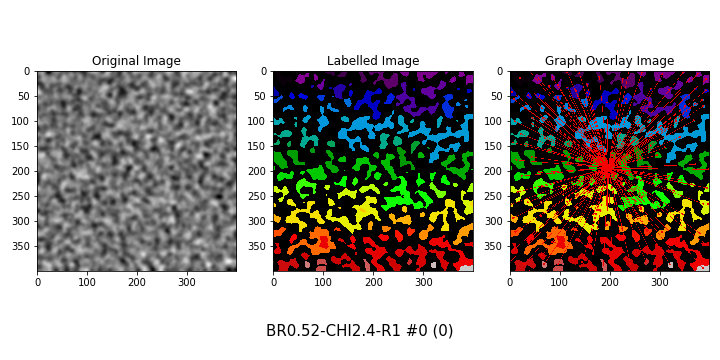 Original Image Labelled Image Graph Overlay Image
0 0 0
50 50 50
100 100 100
150 150 150
200 200 200
250 250 250
300 300 300
350 350 350
0 100 200 300 0 100 200 300 0 100 200 300
BR0.52-CHI2.4-R1 #0 (0)